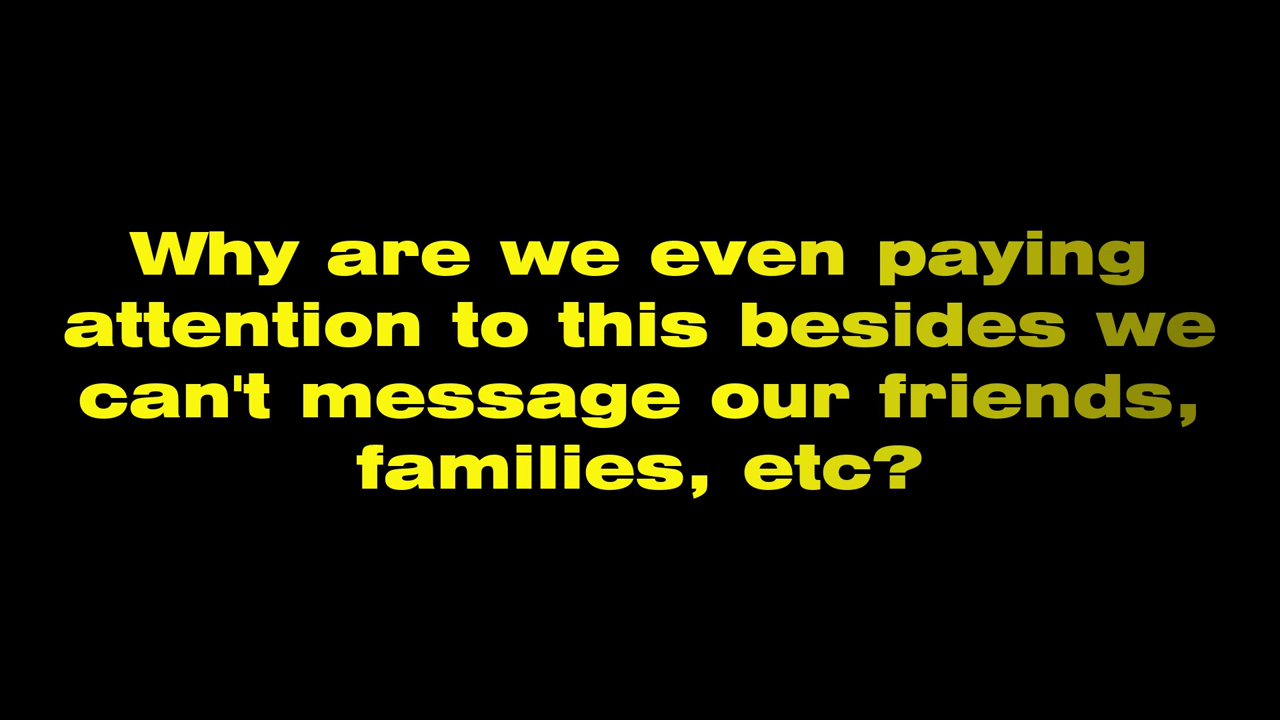 Why are we even paying
attention to this besides we
can't message our friends,
families, etc?